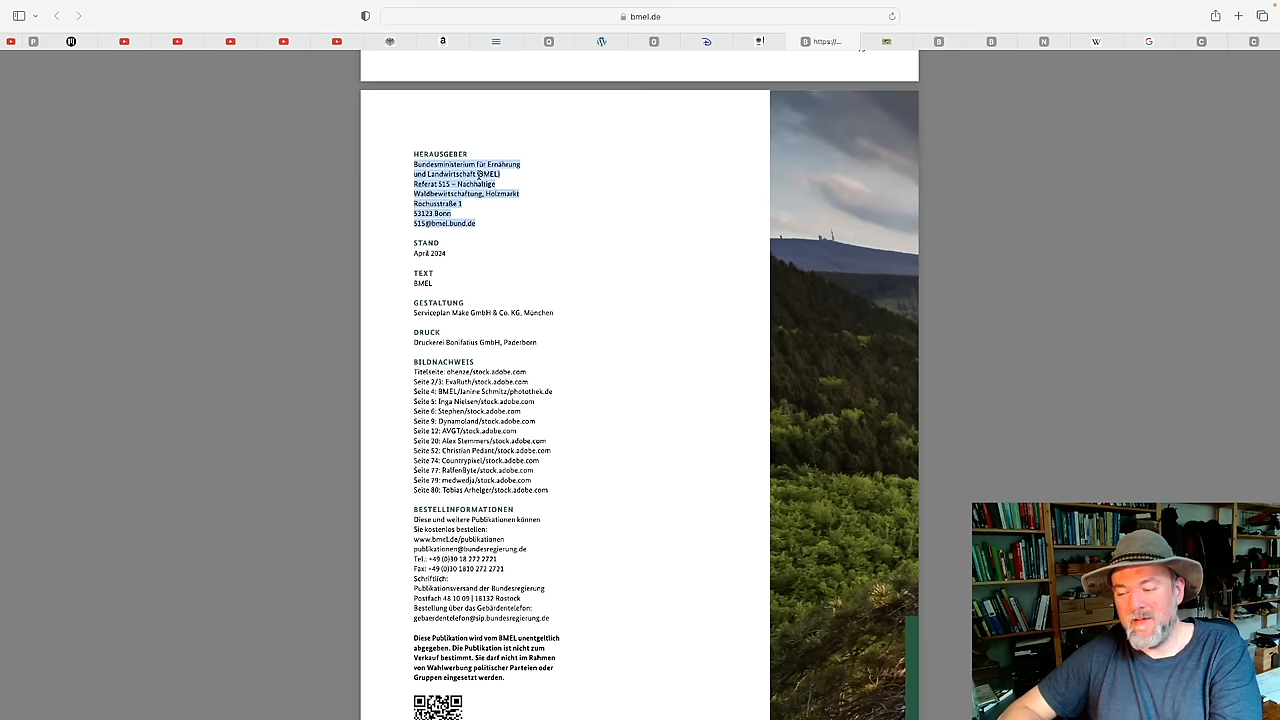 bmel.de
https://...
HERAUSGEBER
Bundesministerium für Ernährung
und Landwirtschaft (BMEL)
Referat 515 – Nachhaltige
Waldbewirtschaftung, Holzmarkt
Rochusstraße 1
53123 Bonn
515@bmel.bund.de
STAND
April 2024
TEXT
BMEL
GESTALTUNG
Serviceplan Make GmbH & Co. KG, München
DRUCK
Druckerei Bonifatius GmbH, Paderborn
BILDNACHWEIS
Titelseite: ohenze/stock.adobe.com
Seite 2/3: EvaRuth/stock.adobe.com
Seite 4: BMEL/Janine Schmitz/photothek.de
Seite 5: Inga Nielsen/stock.adobe.com
Seite 6: Stephen/stock.adobe.com
Seite 9: Dynamoland/stock.adobe.com
Seite 12: AVGT/stock.adobe.com
Seite 20: Alex Stemmers/stock.adobe.com
Seite 52: Christian Pedant/stock.adobe.com
Seite 74: Countrypixel/stock.adobe.com
Seite 77: RalfenByte/stock.adobe.com
Seite 79: medwedja/stock.adobe.com
Seite 80: Tobias Arhelger/stock.adobe.com
BESTELLINFORMATIONEN
Diese und weitere Publikationen können
Sie kostenlos bestellen:
www.bmel.de/publikationen
publikationen@bundesregierung.de
Tel.: +49 (0)30 18 272 2721
Fax: +49 (0)30 1810 272 2721
Schriftlich:
Publikationsversand der Bundesregierung
Postfach 48 10 09 | 18132 Rostock
Bestellung über das Gebärdentelefon:
gebaerdentelefon@sip.bundesregierung.de
Diese Publikation wird vom BMEL unentgeltlich
abgegeben. Die Publikation ist nicht zum
Verkauf bestimmt. Sie darf nicht im Rahmen
von Wahlwerbung politischer Parteien oder
Gruppen eingesetzt werden.